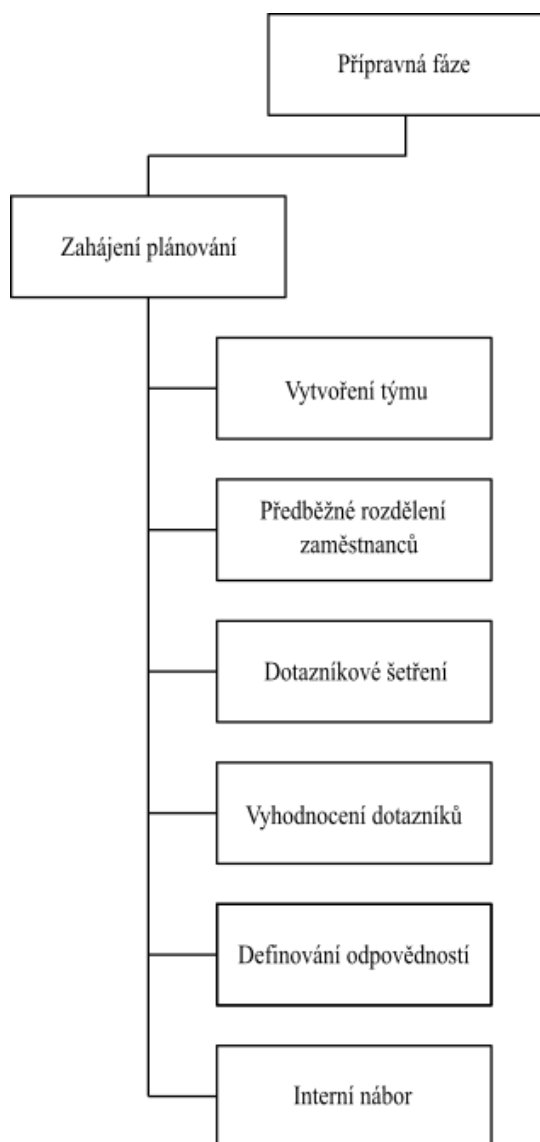 Přípravná fáze
Zahájení plánování
Vytvoření týmu
Předběžné rozdělení
zaměstnanců
Dotazníkové šetření
Vyhodnocení dotazníků
Definování odpovědností
Interní nábor